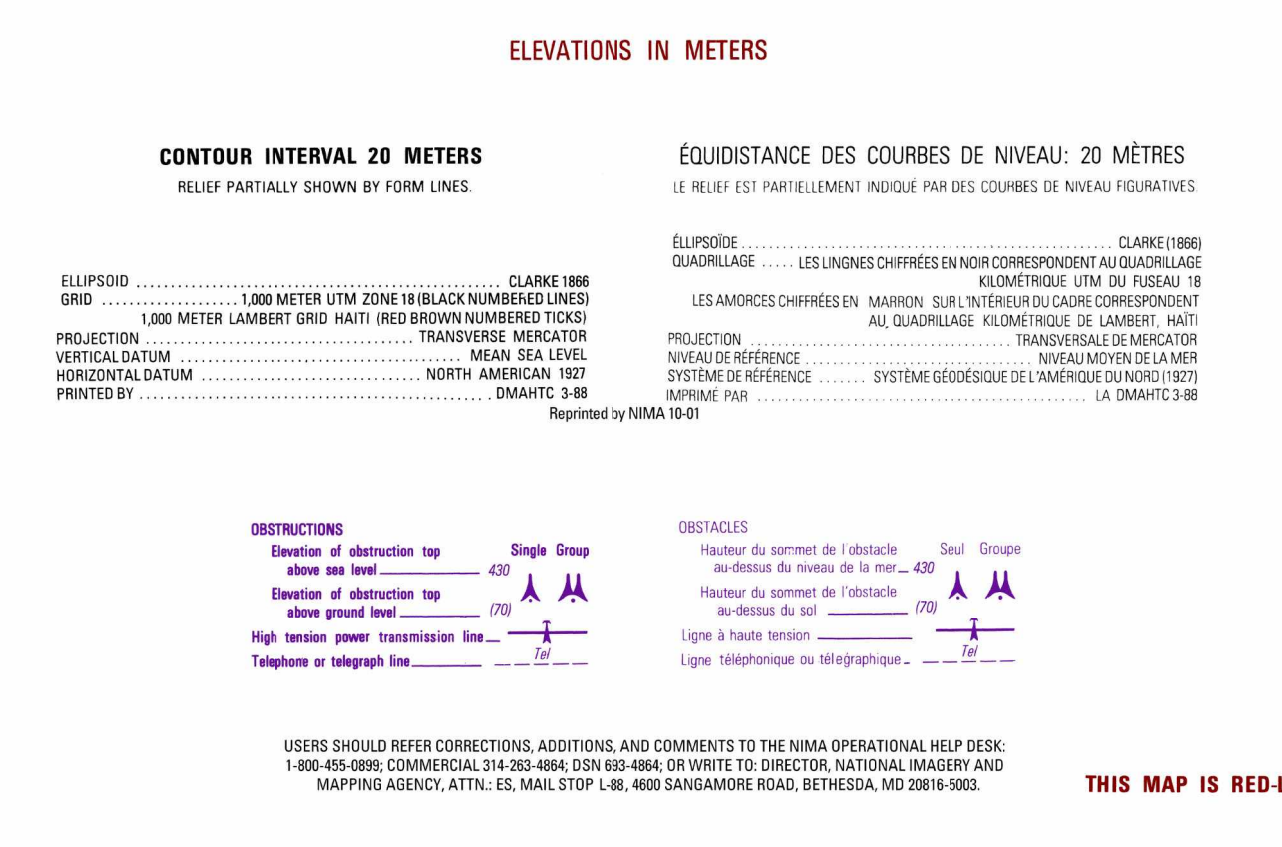 ELEVATIONS IN METERS
CONTOUR INTERVAL 20 METERS
RELIEF PARTIALLY SHOWN BY FORM LINES.
ELLIPSOID ..................................................... CLARKE 1866
GRID .................... 1,000 METER UTM ZONE 18 (BLACK NUMBERED LINES)
1,000 METER LAMBERT GRID HAITI (RED BROWN NUMBERED TICKS)
PROJECTION ....................................... TRANSVERSE MERCATOR
VERTICAL DATUM ......................................... MEAN SEA LEVEL
HORIZONTAL DATUM ................................ NORTH AMERICAN 1927
PRINTED BY .................................................... DMAHTC 3-88
ÉQUIDISTANCE DES COURBES DE NIVEAU: 20 MÈTRES
LE RELIEF EST PARTIELLEMENT INDIQUÉ PAR DES COURBES DE NIVEAU FIGURATIVES.
ÉLLIPSOÏDE ...................................................... CLARKE (1866)
QUADRILLAGE ..... LES LINGNES CHIFFRÉES EN NOIR CORRESPONDENT AU QUADRILLAGE
KILOMÉTRIQUE UTM DU FUSEAU 18
LES AMORCES CHIFFRÉES EN MARRON SUR L'INTÉRIEUR DU CADRE CORRESPONDENT
AU QUADRILLAGE KILOMÉTRIQUE DE LAMBERT, HAÏTI
PROJECTION ...................................... TRANSVERSALE DE MERCATOR
NIVEAU DE RÉFÉRENCE ................................. NIVEAU MOYEN DE LA MER
SYSTÈME DE RÉFÉRENCE ....... SYSTÈME GÉODÉSIQUE DE L'AMÉRIQUE DU NORD (1927)
IMPRIMÉ PAR ................................................ LA DMAHTC 3-88
Reprinted by NIMA 10-01
OBSTRUCTIONS
Elevation of obstruction top Single Group
above sea level 430
Elevation of obstruction top
above ground level (70)
High tension power transmission line
Telephone or telegraph line Tel
OBSTACLES
Hauteur du sommet de l'obstacle Seul Groupe
au-dessus du niveau de la mer 430
Hauteur du sommet de l'obstacle
au-dessus du sol (70)
Ligne à haute tension
Ligne téléphonique ou télégraphique Tel
USERS SHOULD REFER CORRECTIONS, ADDITIONS, AND COMMENTS TO THE NIMA OPERATIONAL HELP DESK:
1-800-455-0899; COMMERCIAL 314-263-4864; DSN 693-4864; OR WRITE TO: DIRECTOR, NATIONAL IMAGERY AND
MAPPING AGENCY, ATTN.: ES, MAIL STOP L-88, 4600 SANGAMORE ROAD, BETHESDA, MD 20816-5003.
THIS MAP IS RED-